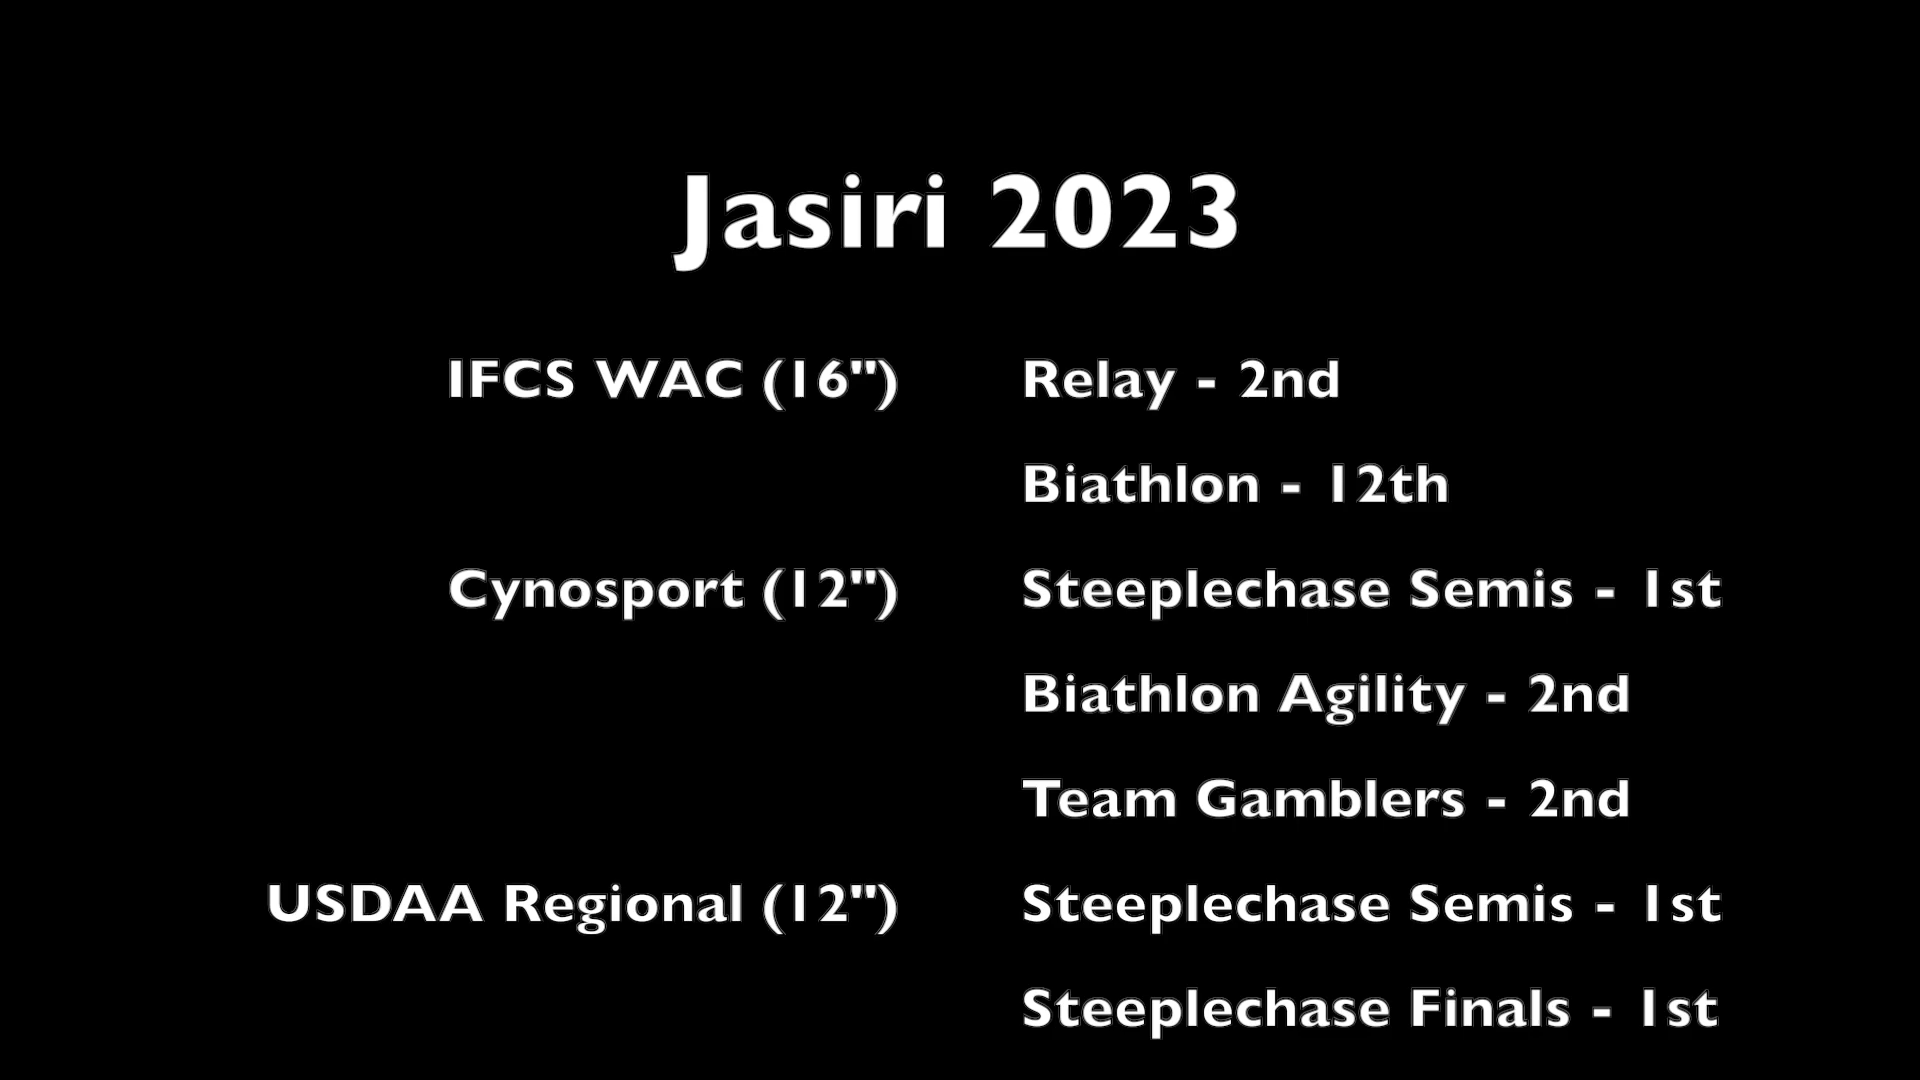 Jasiri 2023
IFCS WAC (16") Relay - 2nd
Biathlon - 12th
Cynosport (12") Steeplechase Semis - 1st
Biathlon Agility - 2nd
Team Gamblers - 2nd
USDAA Regional (12") Steeplechase Semis - 1st
Steeplechase Finals - 1st